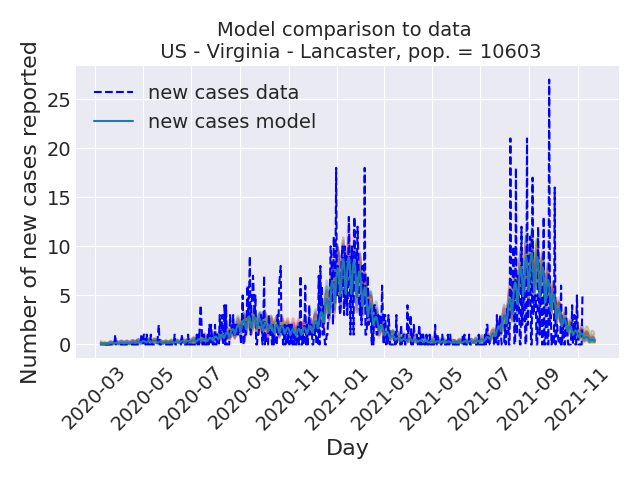 Model comparison to data
US - Virginia - Lancaster, pop. = 10603
Number of new cases reported
25
20
15
10
5
0
new cases data
new cases model
2020-03
2020-05
2020-07
2020-09
2020-11
2021-01
2021-03
2021-05
2021-07
2021-09
2021-11
Day